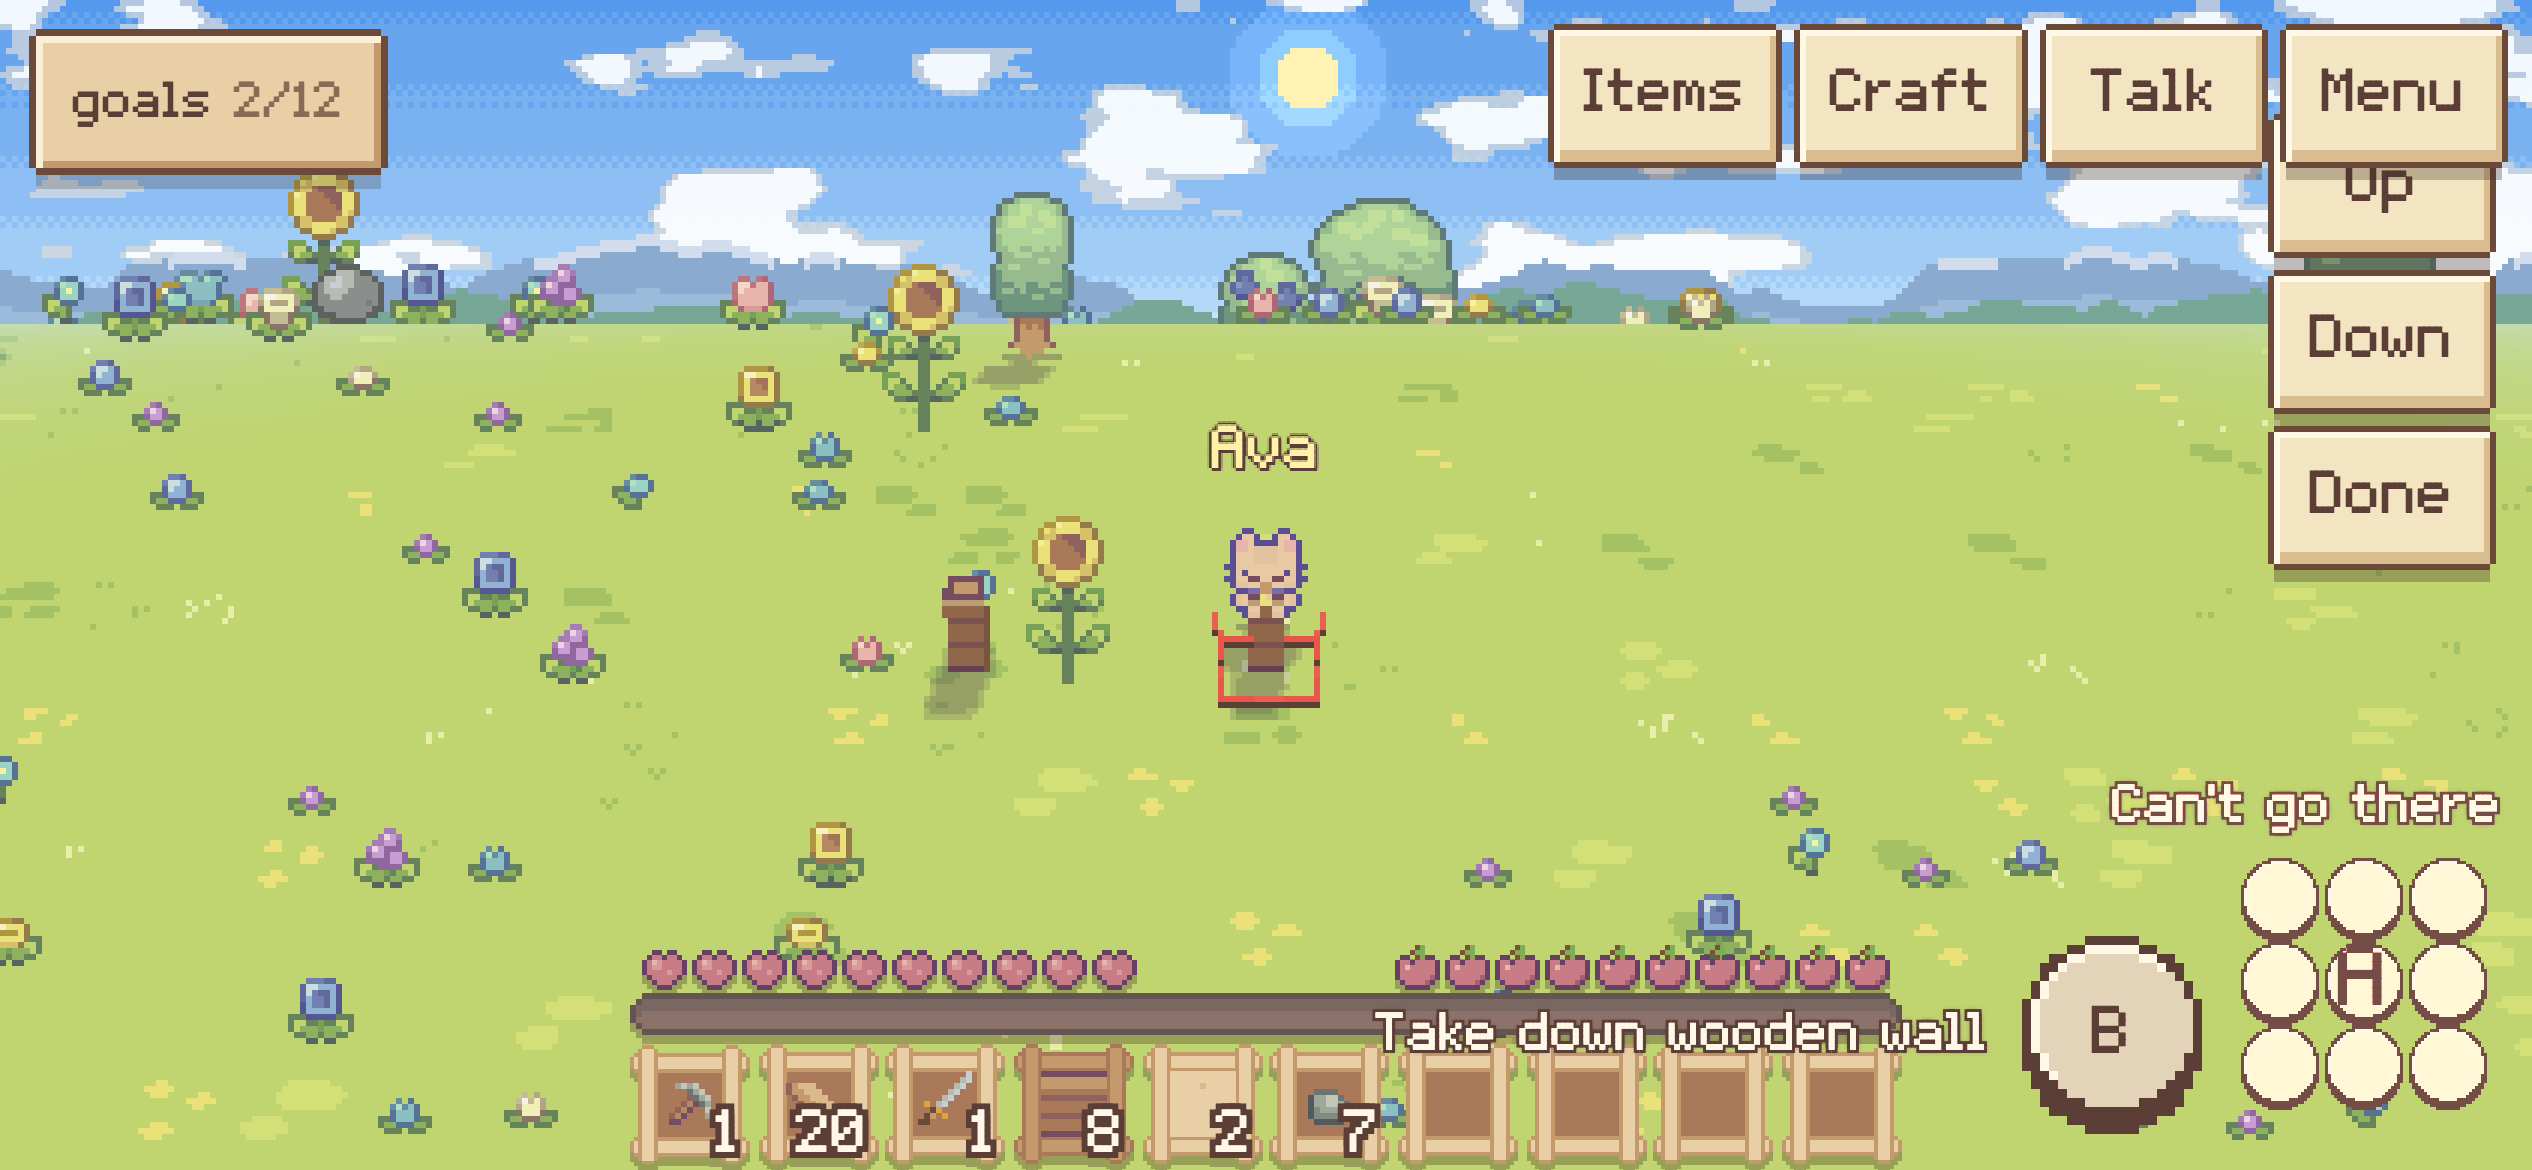 goals 2/12
Items
Craft
Talk
Menu
Up
Down
Done
Ava
Can't go there
H
B
Take down wooden wall
1
20
1
8
2
7